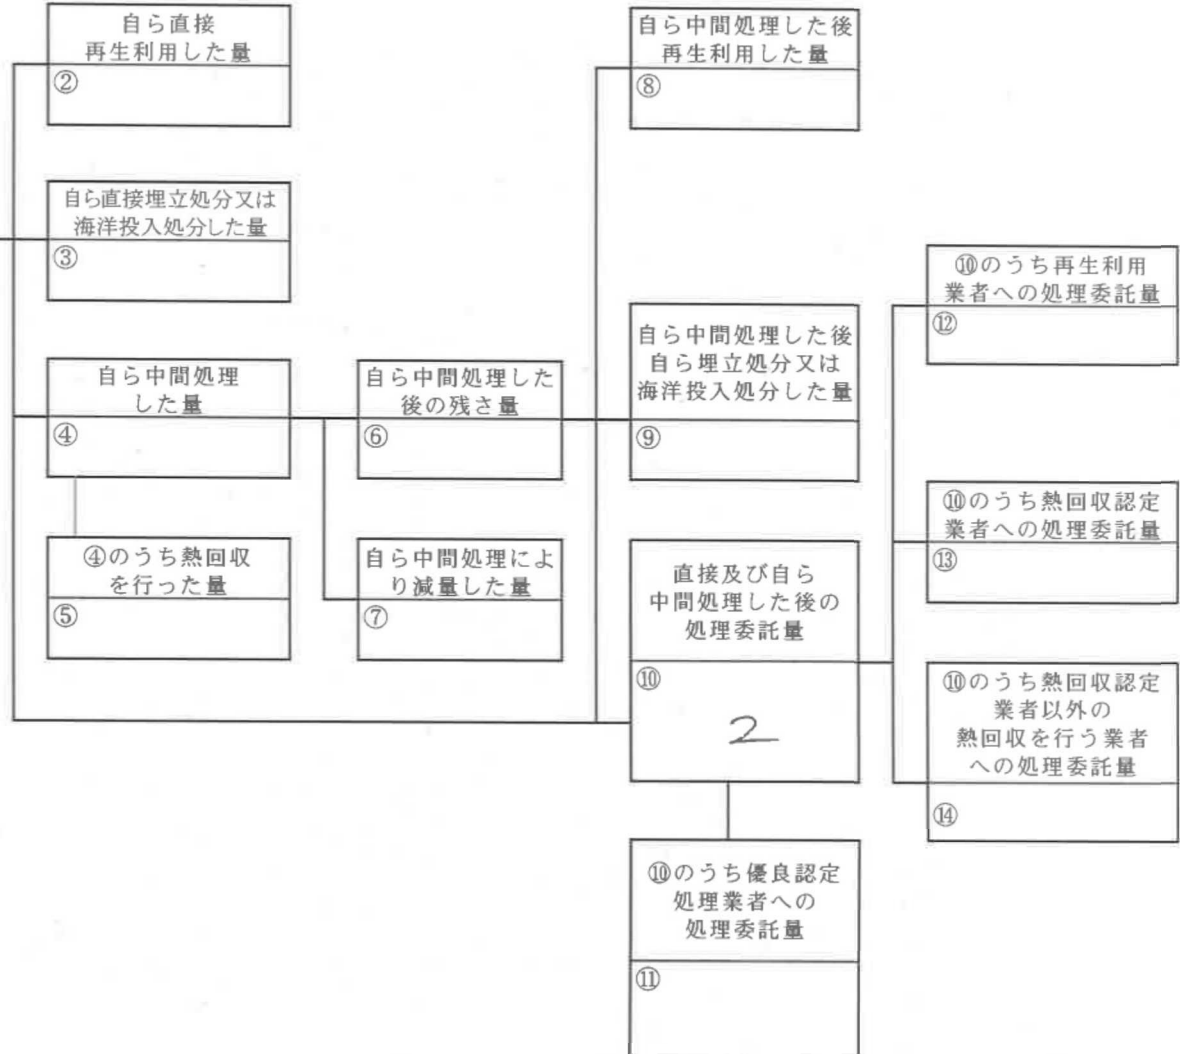 自ら直接
再生利用した量
②
自ら直接埋立処分又は
海洋投入処分した量
③
自ら中間処理
した量
④
④のうち熱回収
を行った量
⑤
自ら中間処理した
後の残さ量
⑥
自ら中間処理によ
り減量した量
⑦
自ら中間処理した後
再生利用した量
⑧
自ら中間処理した後
自ら埋立処分又は
海洋投入処分した量
⑨
直接及び自ら
中間処理した後の
処理委託量
⑩
2
⑩のうち優良認定
処理業者への
処理委託量
⑪
⑩のうち再生利用
業者への処理委託量
⑫
⑩のうち熱回収認定
業者への処理委託量
⑬
⑩のうち熱回収認定
業者以外の
熱回収を行う業者
への処理委託量
⑭